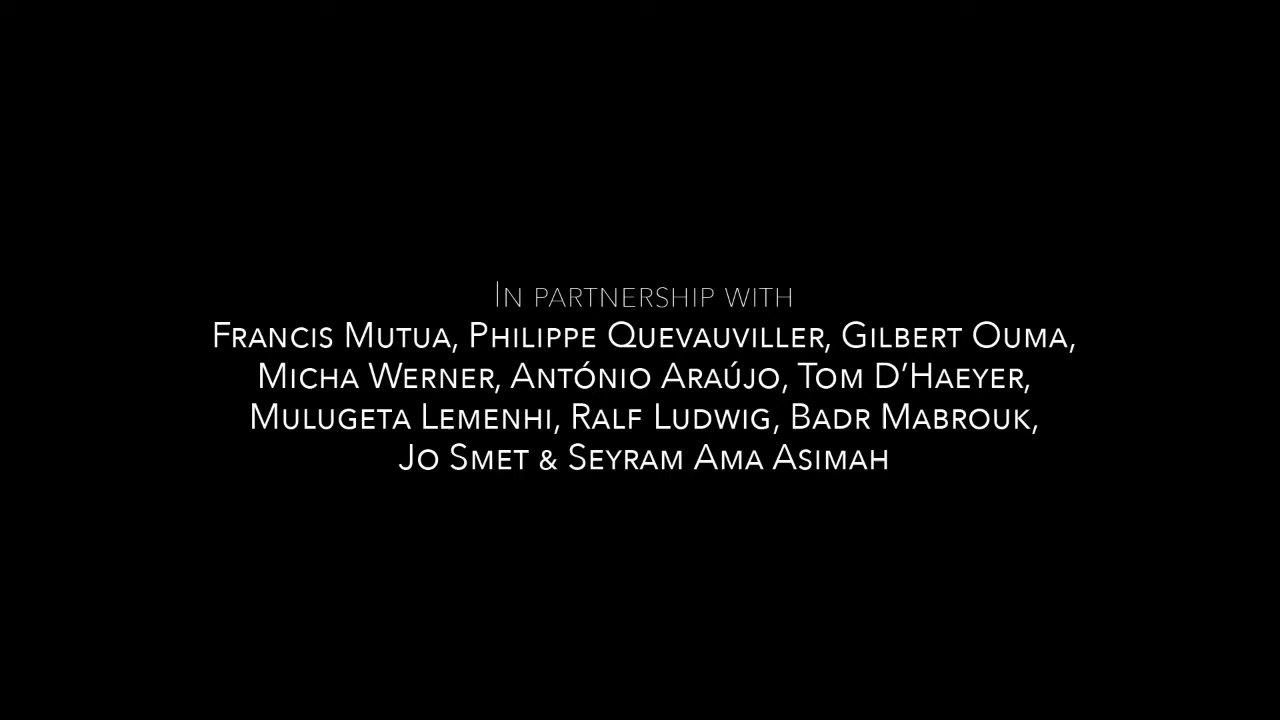 In partnership with
Francis Mutua, Philippe Quevauviller, Gilbert Ouma,
Micha Werner, António Araújo, Tom D’Haeyer,
Mulugeta Lemenhi, Ralf Ludwig, Badr Mabrouk,
Jo Smet & Seyram Ama Asimah